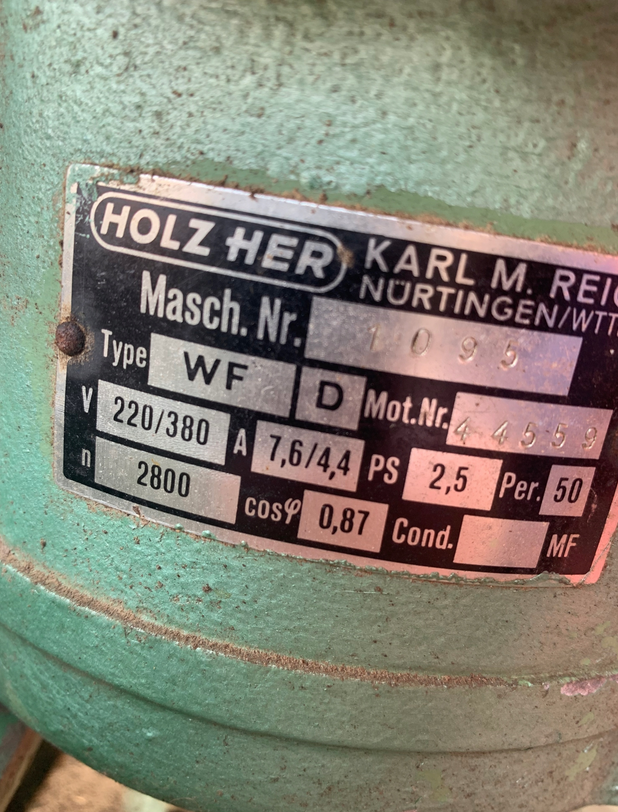 HOLZ HER KARL M. REIC
NÜRTINGEN/WTT.
Masch. Nr. 1095
Type WF D Mot.Nr. 44559
V 220/380 A 7,6/4,4 PS 2,5 Per. 50
n 2800 cosφ 0,87 Cond. MF